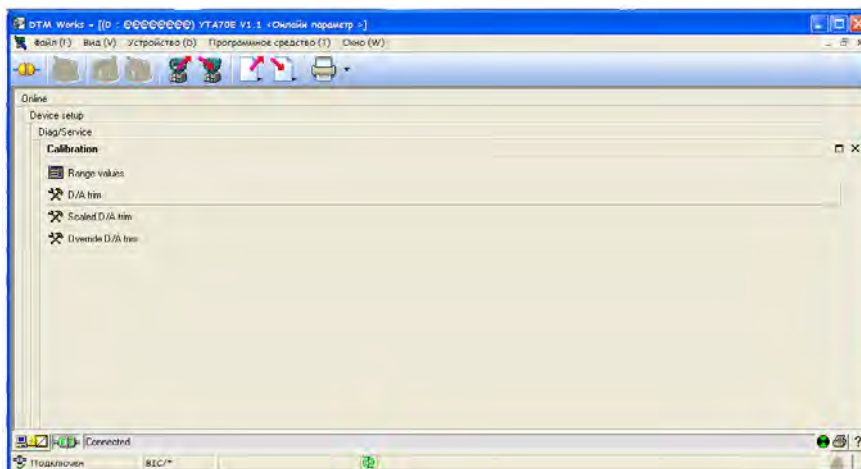 DTM Works - [(D : @@@@@@@@) YTA70E V1.1 <Онлайн параметр >]
Файл (F) Вид (V) Устройство (D) Программное средство (T) Окно (W)
Online
Device setup
Diag/Service
Calibration
Range values
D/A trim
Scaled D/A trim
Override D/A trim
Connected
Подключен BIC/*